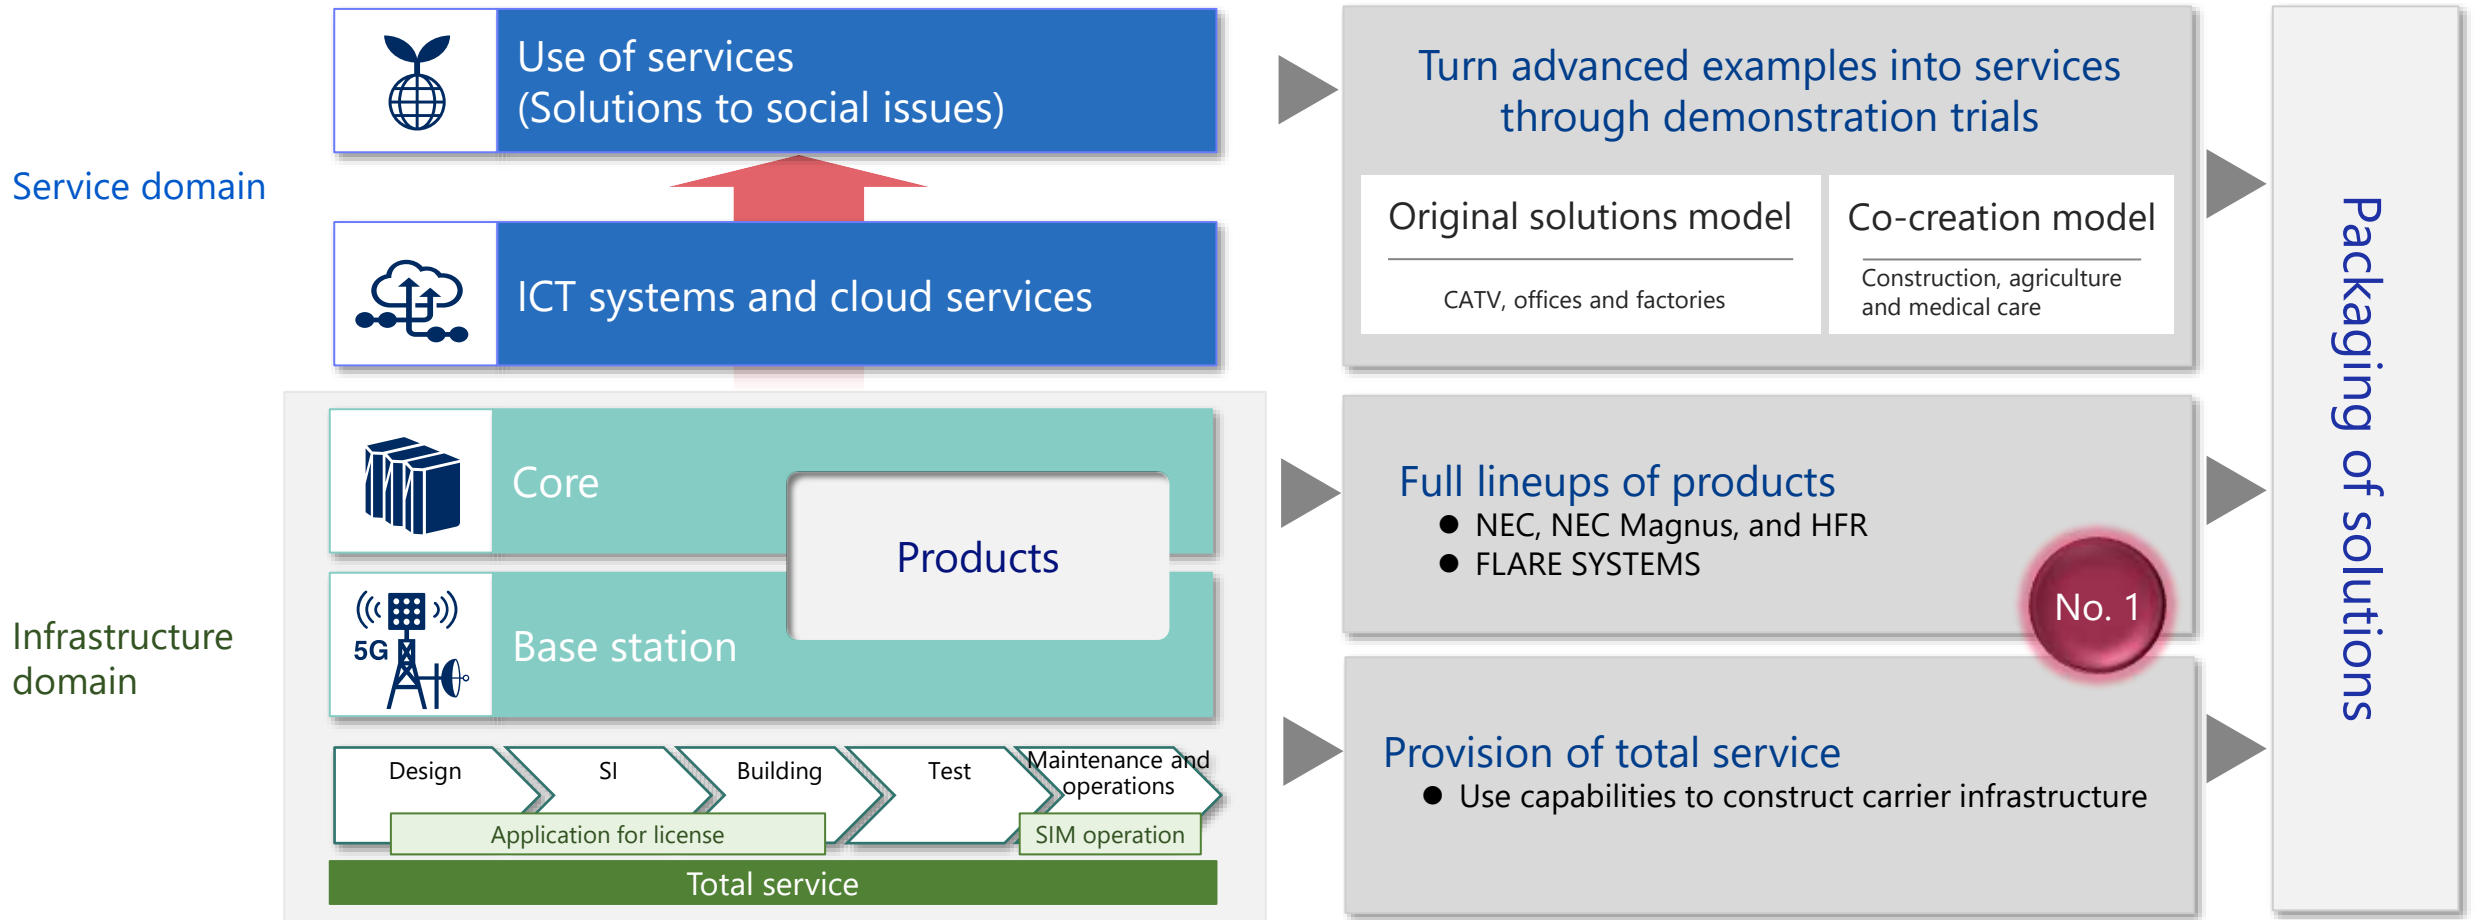 Service domain
Use of services
(Solutions to social issues)
ICT systems and cloud services
Turn advanced examples into services
through demonstration trials
Original solutions model
CATV, offices and factories
Co-creation model
Construction, agriculture
and medical care
Infrastructure
domain
Core
5G
Base station
Products
Design
SI
Building
Test
Maintenance and
operations
Application for license
SIM operation
Total service
Full lineups of products
● NEC, NEC Magnus, and HFR
● FLARE SYSTEMS
No. 1
Provision of total service
● Use capabilities to construct carrier infrastructure
Packaging of solutions